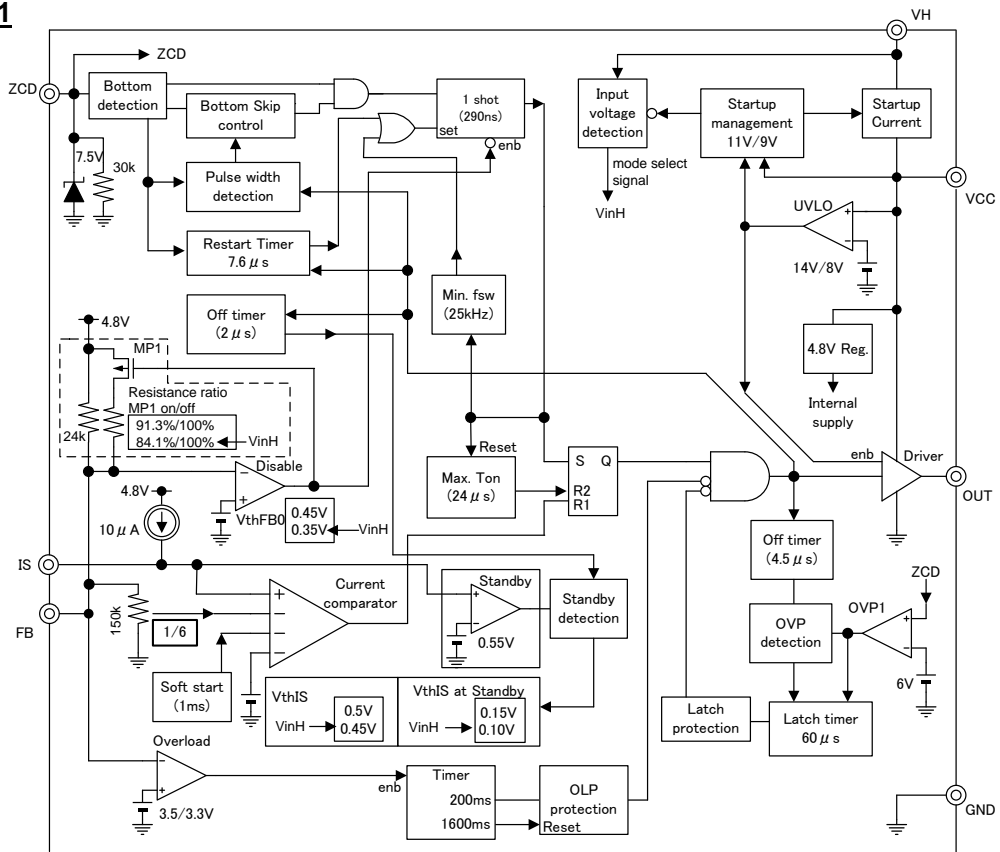 1
VH
ZCD
ZCD
Bottom
detection
Bottom Skip
control
1 shot
(290ns)
set
enb
Input
voltage
detection
Startup
management
11V/9V
Startup
Current
mode select
signal
VinH
VCC
7.5V
30k
Pulse width
detection
UVLO
+
−
14V/8V
Restart Timer
7.6μs
Off timer
(2μs)
Min. fsw
(25kHz)
4.8V Reg.
Internal
supply
4.8V
MP1
Resistance ratio
MP1 on/off
91.3%/100%
84.1%/100%
VinH
24k
Reset
Max. Ton
(24μs)
S Q
R2
R1
enb
Driver
OUT
Disable
−
+
VthFB0
0.45V
0.35V
VinH
4.8V
10μA
Off timer
(4.5μs)
IS
FB
150k
1/6
+
−
−
Current
comparator
Standby
+
−
0.55V
Standby
detection
ZCD
OVP1
+
−
6V
OVP
detection
Soft start
(1ms)
VthIS
VinH
0.5V
0.45V
VthIS at Standby
VinH
0.15V
0.10V
Latch
protection
Latch timer
60μs
Overload
−
+
3.5/3.3V
enb
Timer
200ms
1600ms
OLP
protection
Reset
GND